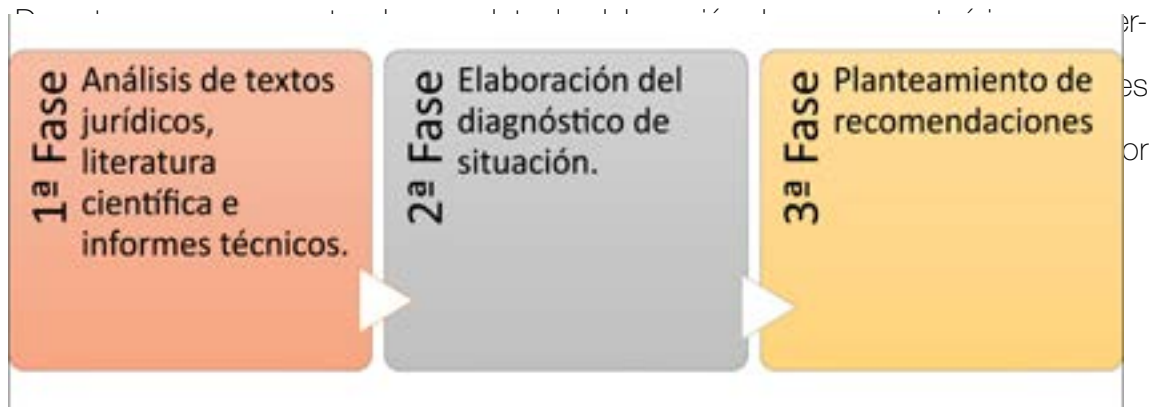 1ª Fase
Análisis de textos
jurídicos,
literatura
científica e
informes técnicos.
2ª Fase
Elaboración del
diagnóstico de
situación.
3ª Fase
Planteamiento de
recomendaciones